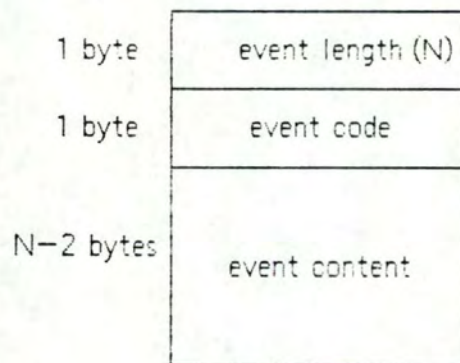 1 byte event length (N)
1 byte event code
N-2 bytes event content